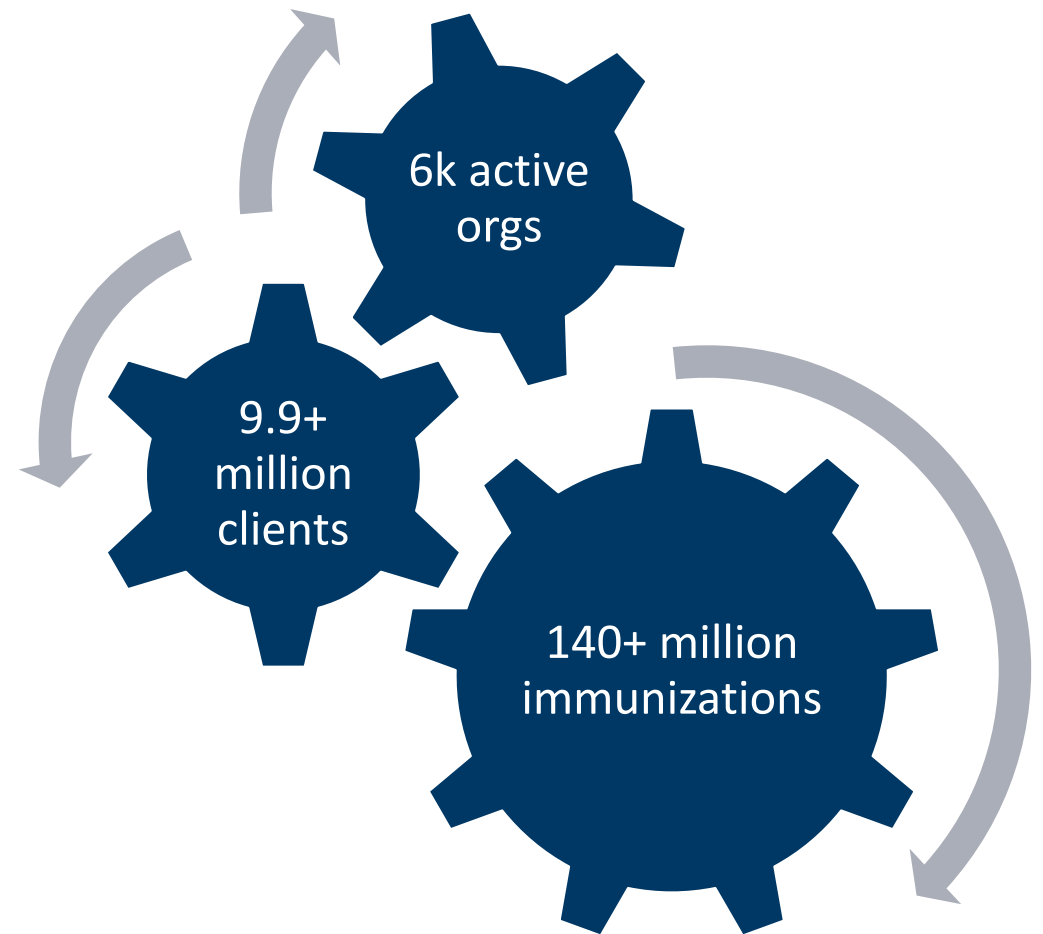 6k active
orgs
9.9+
million
clients
140+ million
immunizations